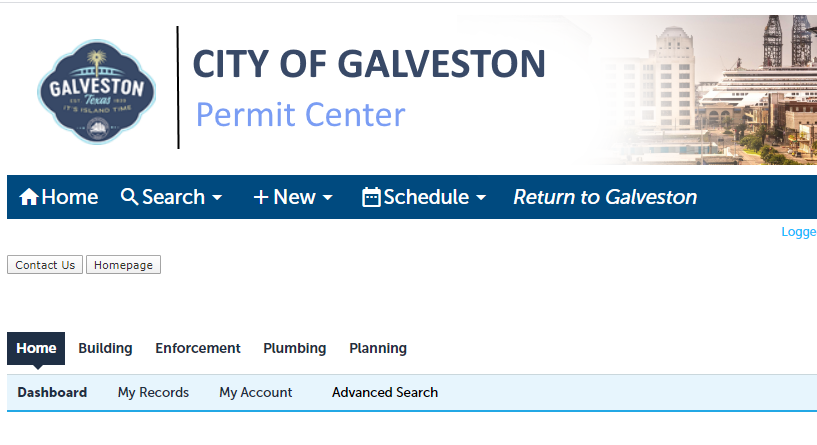 GALVESTON
EST. Texas 1839
IT'S ISLAND TIME
CITY OF GALVESTON
Permit Center
Home Search + New Schedule Return to Galveston
Logge
Contact Us Homepage
Home Building Enforcement Plumbing Planning
Dashboard My Records My Account Advanced Search